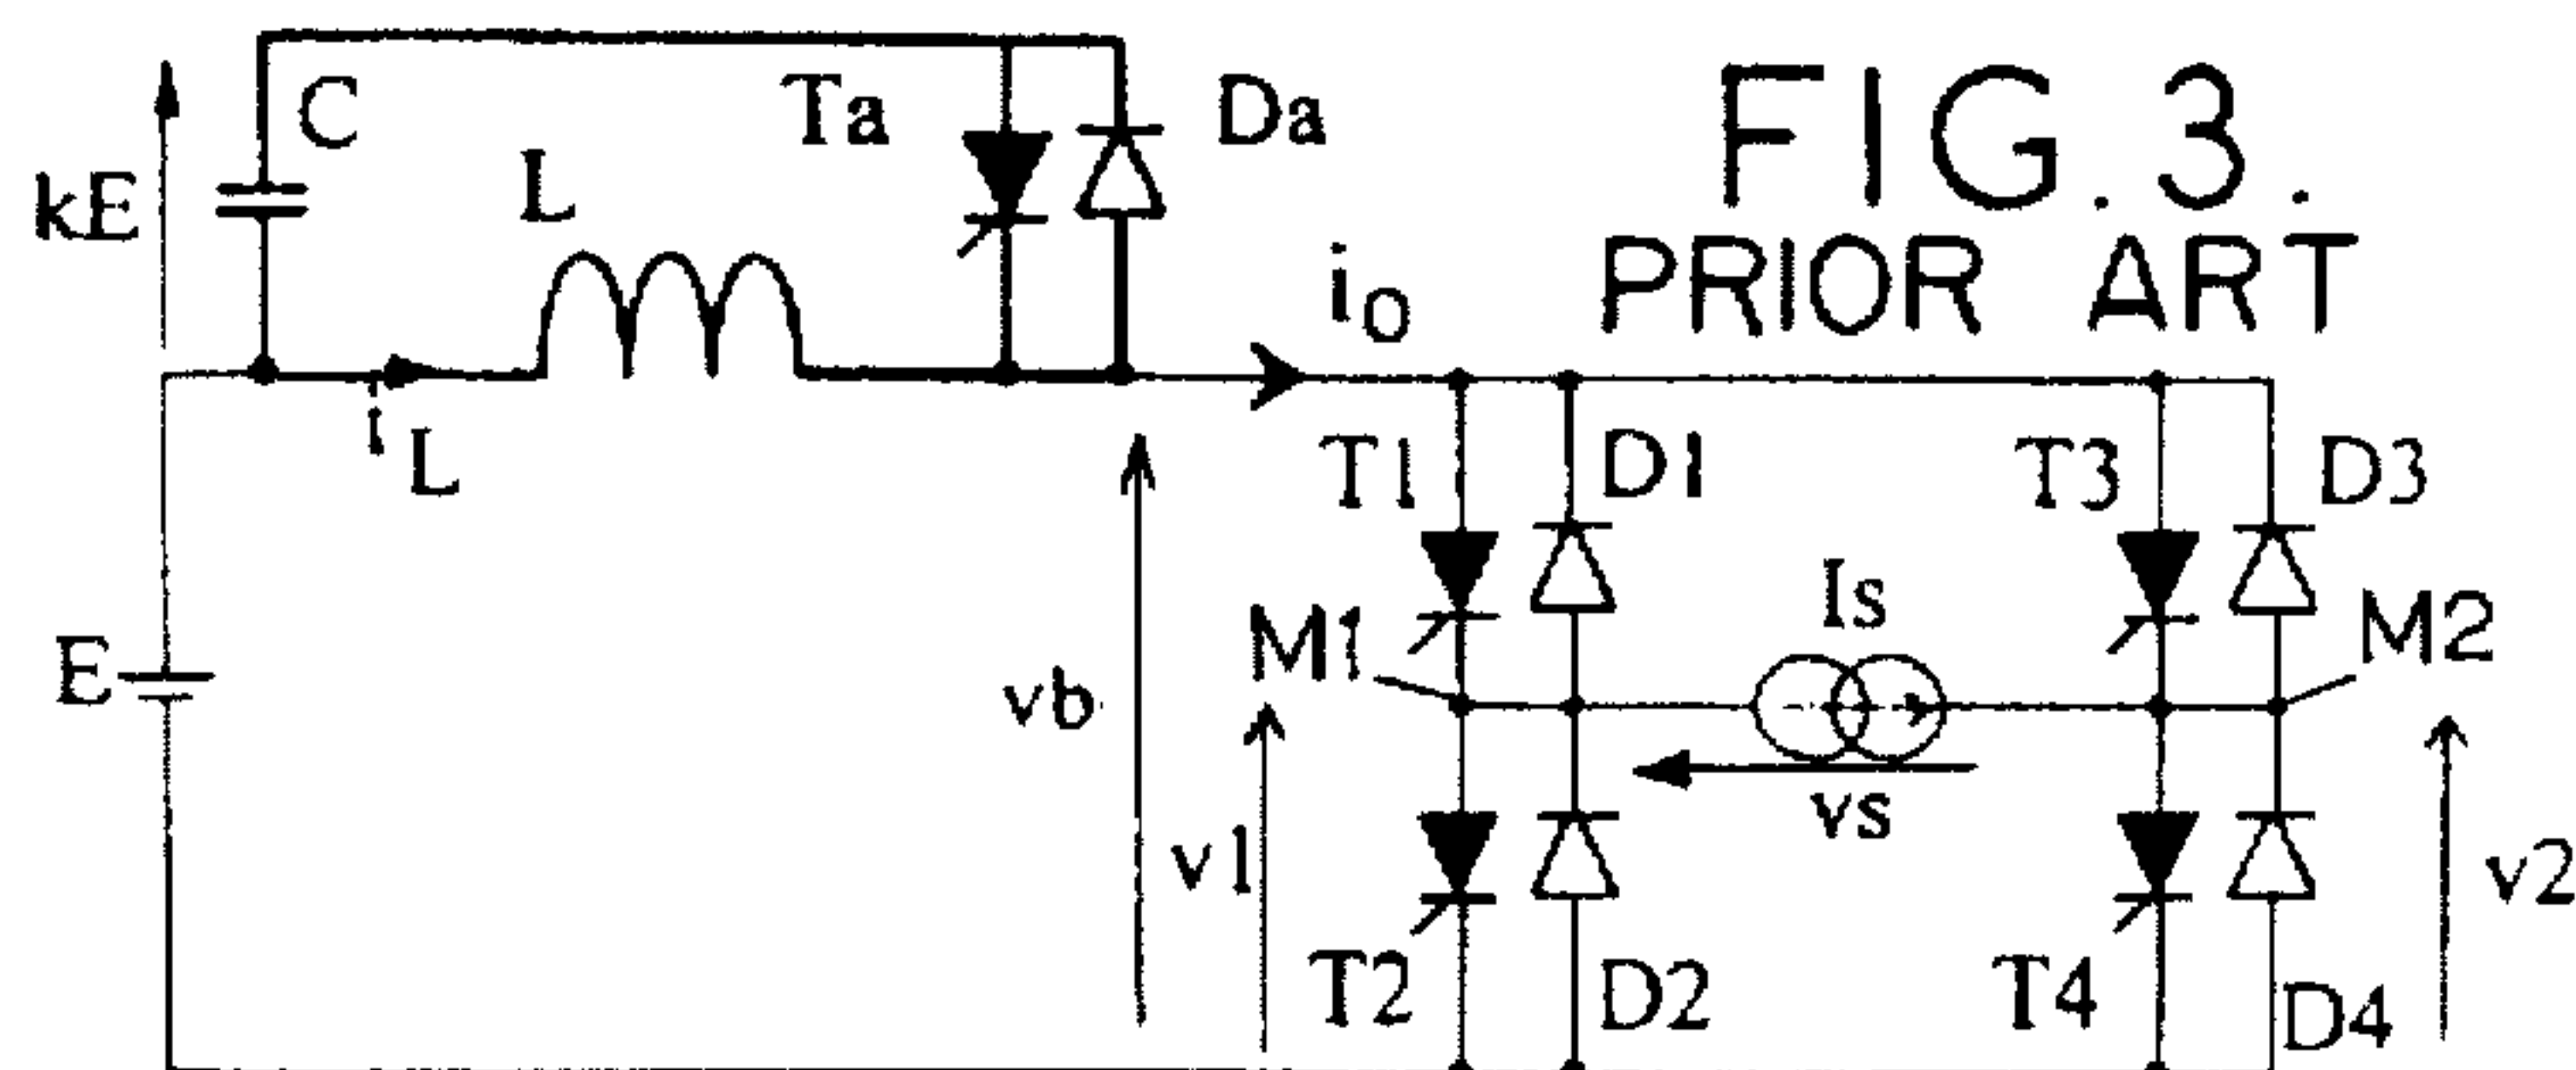 FIG. 3.
PRIOR ART
C
Ta
Da
kE
L
io
iL
T1
D1
T3
D3
Is
M1
M2
E
vb
vs
v1
v2
T2
D2
T4
D4